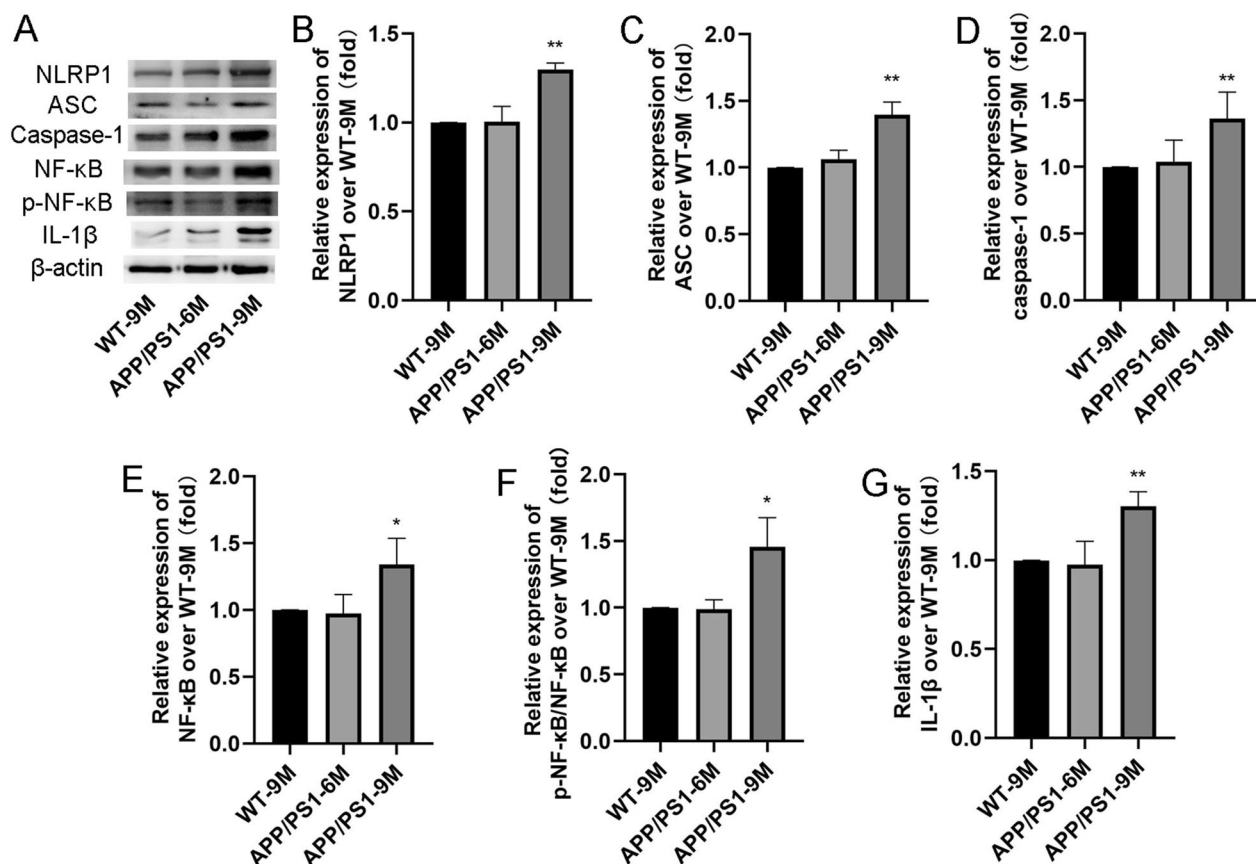 A
NLRP1
ASC
Caspase-1
NF-κB
p-NF-κB
IL-1β
β-actin
WT-9M
APP/PS1-6M
APP/PS1-9M
B
Relative expression of
NLRP1 over WT-9M (fold)
1.5
1.0
0.5
0.0
**
WT-9M
APP/PS1-6M
APP/PS1-9M
C
Relative expression of
ASC over WT-9M (fold)
2.0
1.5
1.0
0.5
0.0
**
WT-9M
APP/PS1-6M
APP/PS1-9M
D
Relative expression of
caspase-1 over WT-9M (fold)
2.0
1.5
1.0
0.5
0.0
**
WT-9M
APP/PS1-6M
APP/PS1-9M
E
Relative expression of
NF-κB over WT-9M (fold)
2.0
1.5
1.0
0.5
0.0
*
WT-9M
APP/PS1-6M
APP/PS1-9M
F
Relative expression of
p-NF-κB/NF-κB over WT-9M (fold)
2.0
1.5
1.0
0.5
0.0
*
WT-9M
APP/PS1-6M
APP/PS1-9M
G
Relative expression of
IL-1β over WT-9M (fold)
1.5
1.0
0.5
0.0
**
WT-9M
APP/PS1-6M
APP/PS1-9M